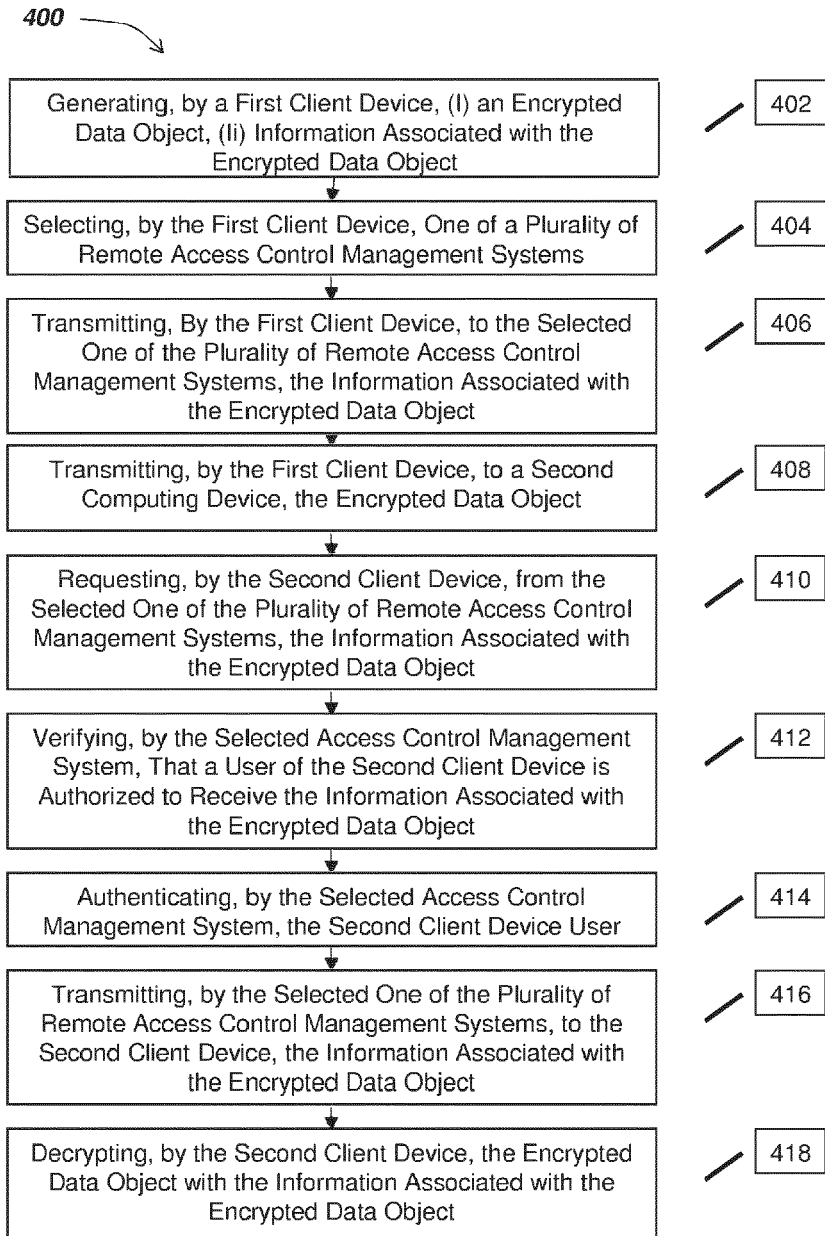 400
Generating, by a First Client Device, (I) an Encrypted
Data Object, (Ii) Information Associated with the
Encrypted Data Object
402
Selecting, by the First Client Device, One of a Plurality of
Remote Access Control Management Systems
404
Transmitting, By the First Client Device, to the Selected
One of the Plurality of Remote Access Control
Management Systems, the Information Associated with
the Encrypted Data Object
406
Transmitting, by the First Client Device, to a Second
Computing Device, the Encrypted Data Object
408
Requesting, by the Second Client Device, from the
Selected One of the Plurality of Remote Access Control
Management Systems, the Information Associated with
the Encrypted Data Object
410
Verifying, by the Selected Access Control Management
System, That a User of the Second Client Device is
Authorized to Receive the Information Associated with
the Encrypted Data Object
412
Authenticating, by the Selected Access Control
Management System, the Second Client Device User
414
Transmitting, by the Selected One of the Plurality of
Remote Access Control Management Systems, to the
Second Client Device, the Information Associated with
the Encrypted Data Object
416
Decrypting, by the Second Client Device, the Encrypted
Data Object with the Information Associated with the
Encrypted Data Object
418